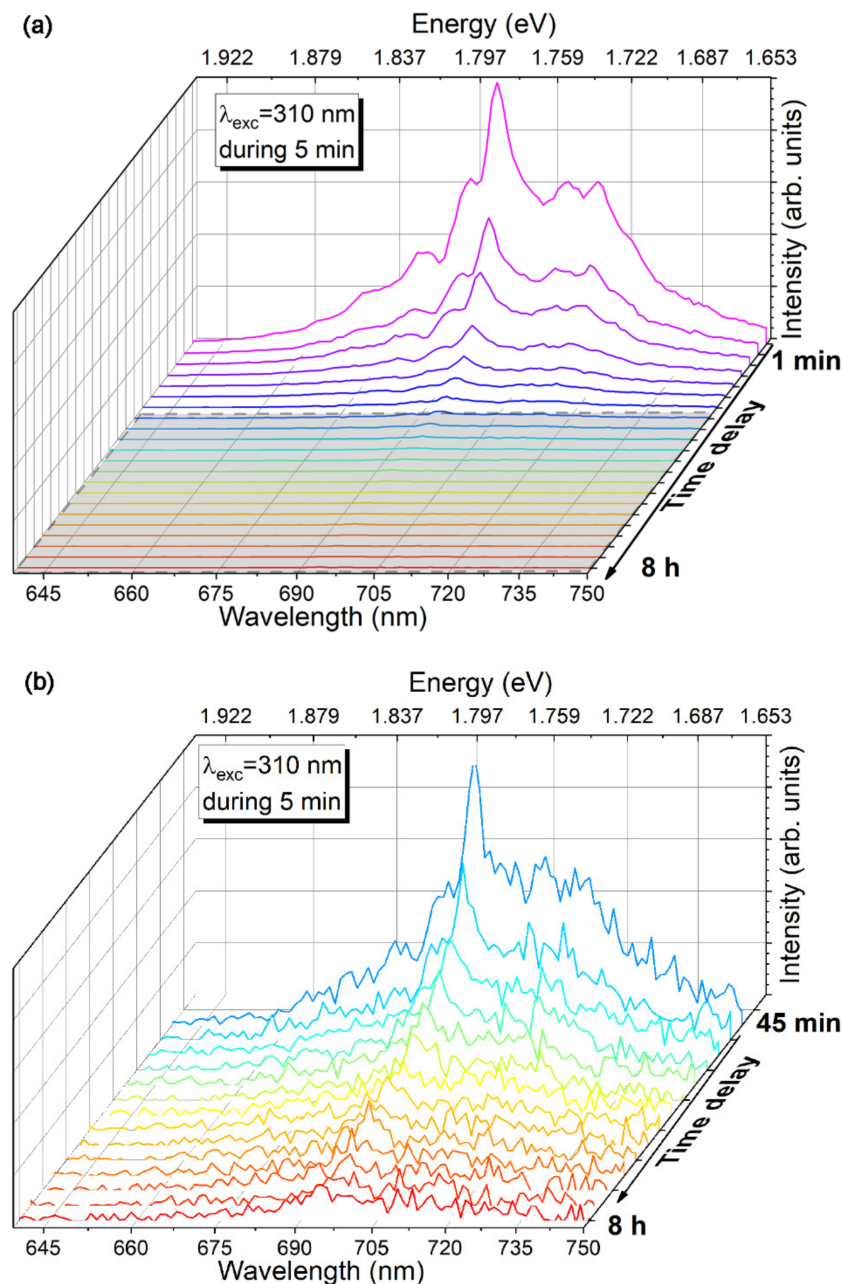 (a)
Energy (eV)
1.922 1.879 1.837 1.797 1.759 1.722 1.687 1.653
λexc=310 nm
during 5 min
Intensity (arb. units)
1 min
Time delay
8 h
645 660 675 690 705 720 735 750
Wavelength (nm)
(b)
Energy (eV)
1.922 1.879 1.837 1.797 1.759 1.722 1.687 1.653
λexc=310 nm
during 5 min
Intensity (arb. units)
45 min
Time delay
8 h
645 660 675 690 705 720 735 750
Wavelength (nm)